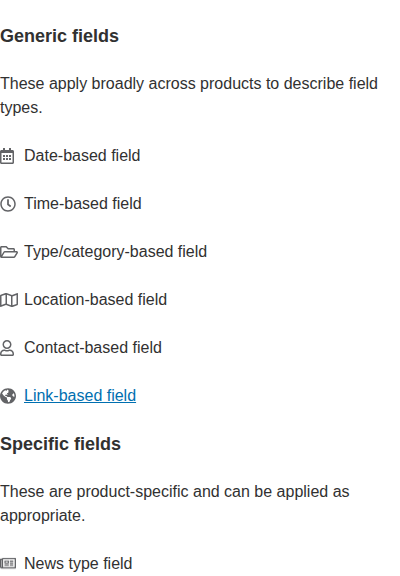 Generic fields
These apply broadly across products to describe field
types.
Date-based field
Time-based field
Type/category-based field
Location-based field
Contact-based field
Link-based field
Specific fields
These are product-specific and can be applied as
appropriate.
News type field